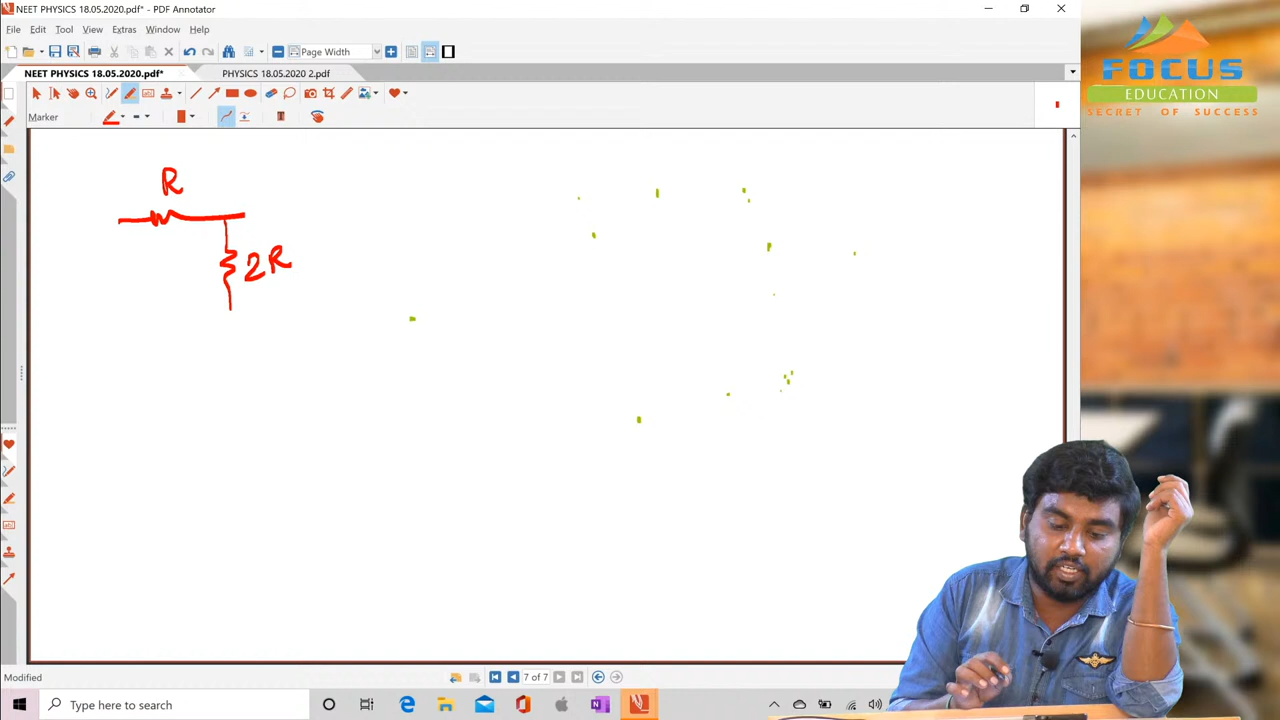 NEET PHYSICS 18.05.2020.pdf* - PDF Annotator
File Edit Tool View Extras Window Help
Page Width
NEET PHYSICS 18.05.2020.pdf*
PHYSICS 18.05.2020 2.pdf
Marker
FOCUS
EDUCATION
SECRET OF SUCCESS
R
2R
Modified
7 of 7
Type here to search